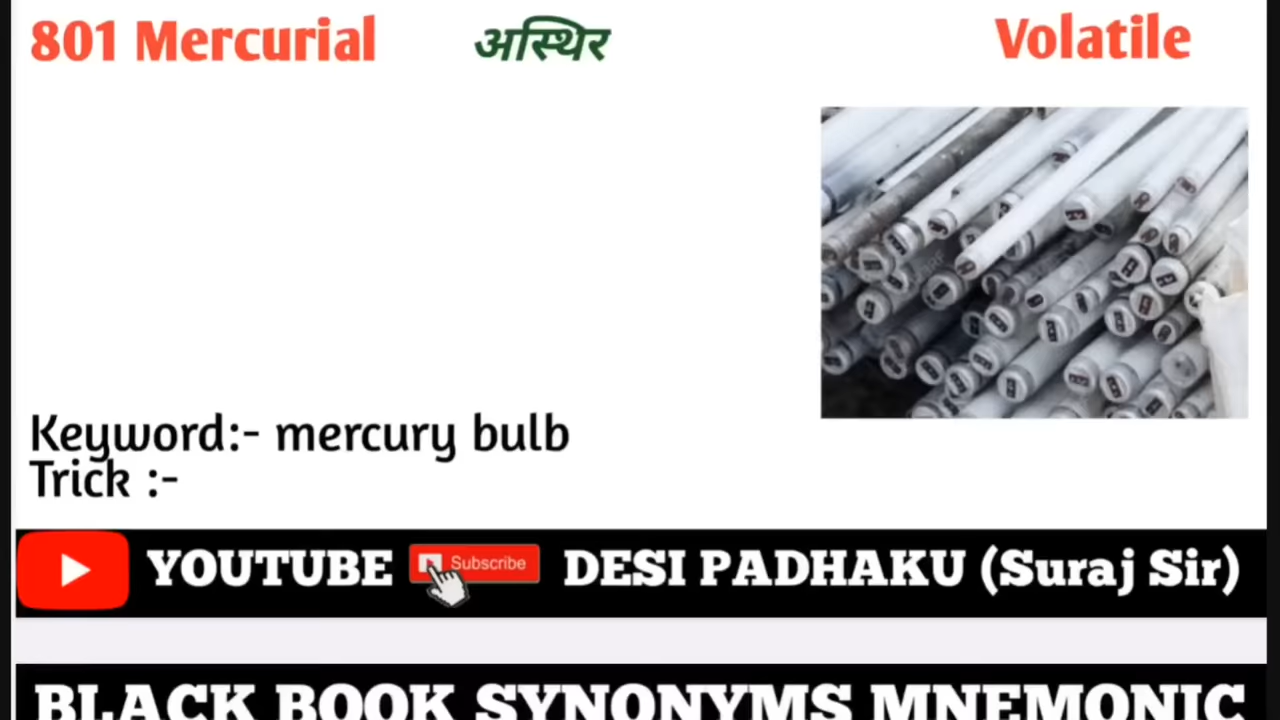 801 Mercurial अस्थिर Volatile
Keyword:- mercury bulb
Trick :-
YOUTUBE Subscribe DESI PADHAKU (Suraj Sir)
BLACK BOOK SYNONYMS MNEMONIC